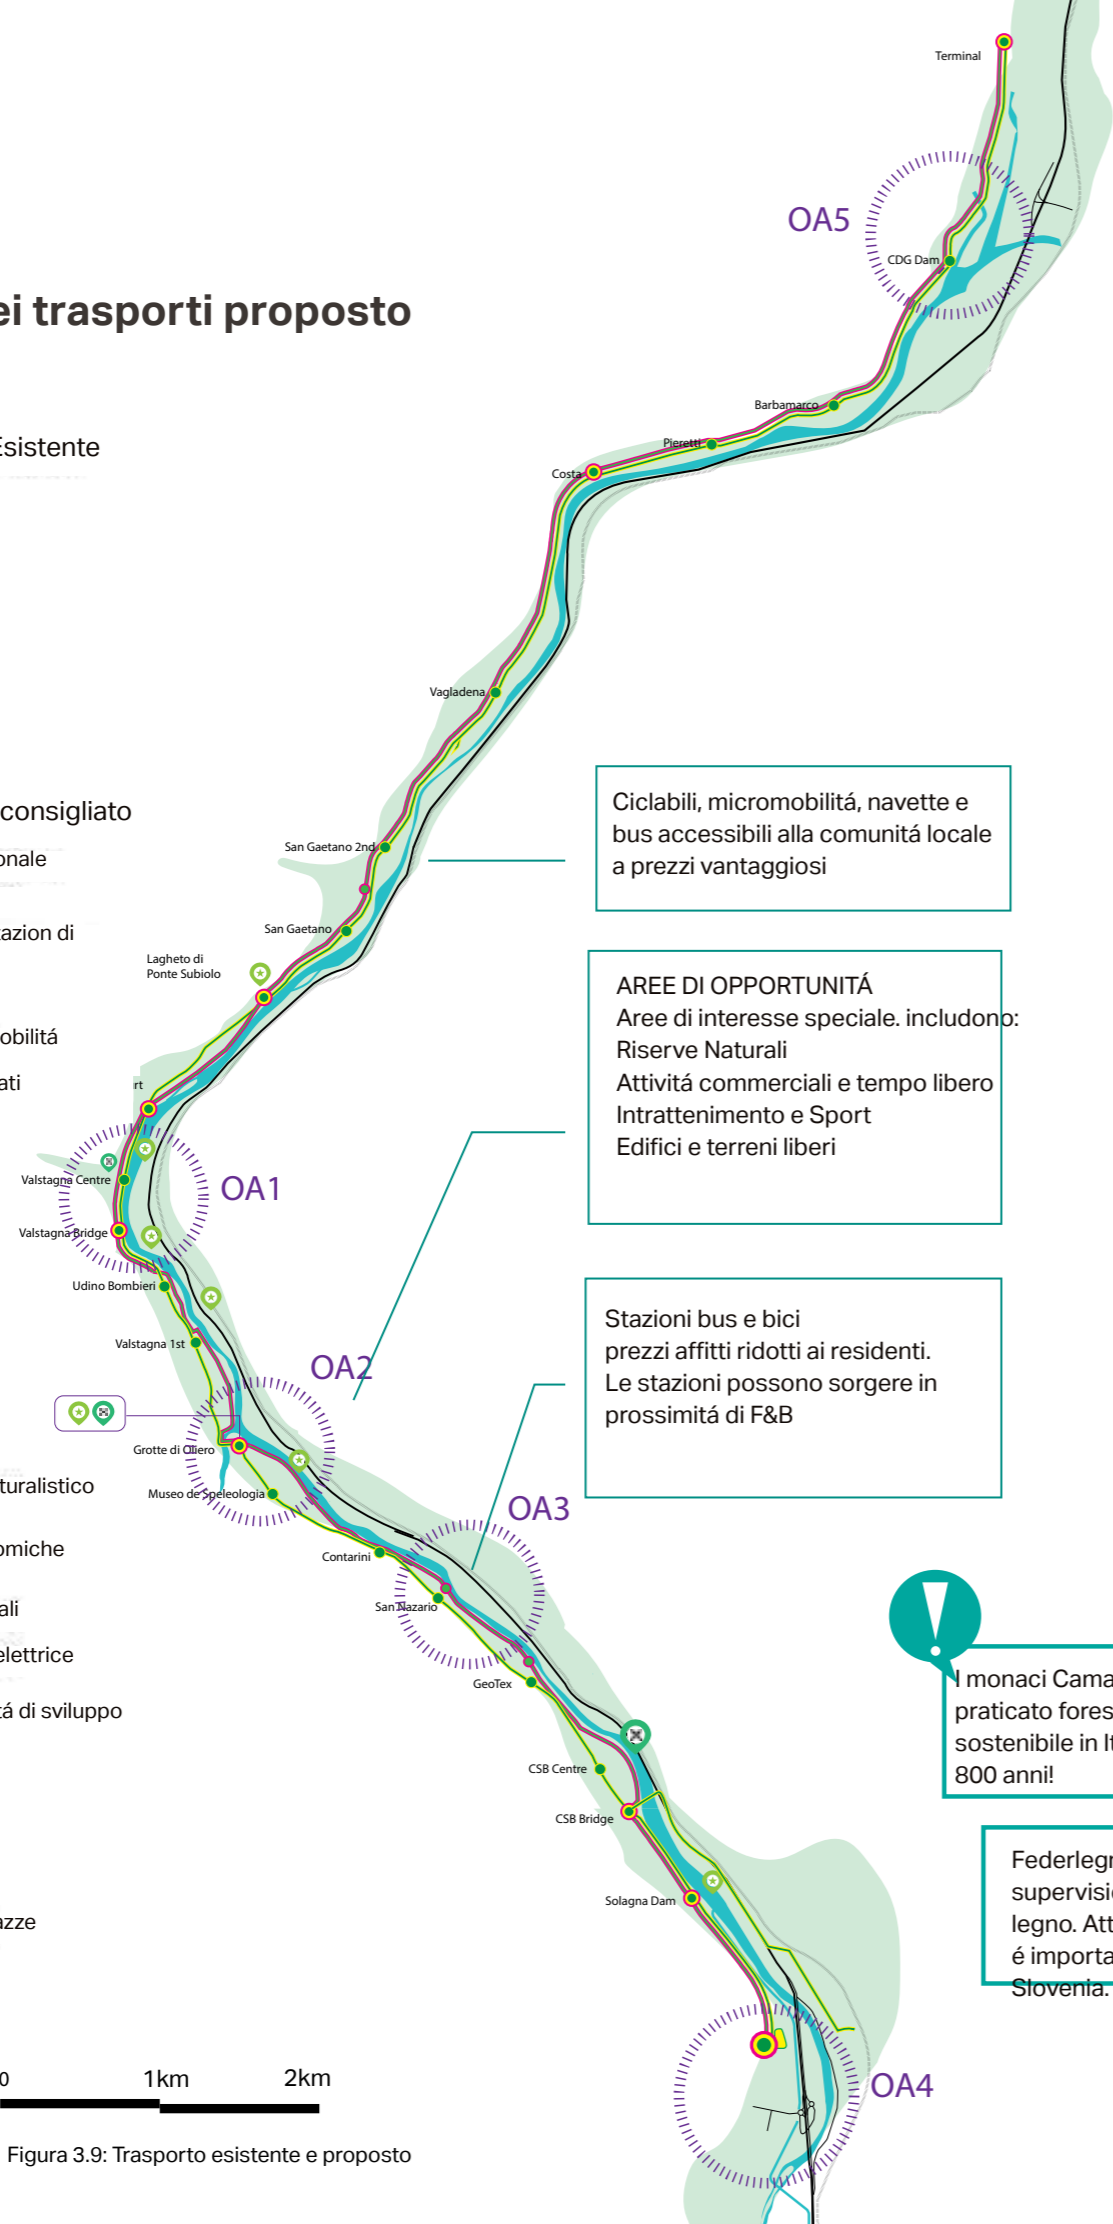 Terminal
OA5
CDG Dam
ei trasporti proposto
Barbamarco
Pieretti
Esistente
Costa
Vagladena
consigliato
Ciclabili, micromobilitá, navette e
bus accessibili alla comunitá locale
a prezzi vantaggiosi
San Gaetano 2nd
onale
San Gaetano
azion di
Lagheto di
Ponte Subiolo
AREE DI OPPORTUNITÁ
Aree di interesse speciale. includono:
Riserve Naturali
Attivitá commerciali e tempo libero
Intrattenimento e Sport
Edifici e terreni liberi
obilitá
ati
rt
Valstagna Centre
OA1
Valstagna Bridge
Udino Bombieri
Valstagna 1st
Stazioni bus e bici
prezzi affitti ridotti ai residenti.
Le stazioni possono sorgere in
prossimitá di F&B
OA2
Grotte di Oliero
Museo de Speleologia
turalistico
OA3
omiche
Contarini
San Nazario
ali
elettrice
GeoTex
tá di sviluppo
I monaci Cama
praticato fores
sostenibile in It
800 anni!
CSB Centre
CSB Bridge
Solagna Dam
Federlegn
supervisi
legno. Att
é importa
Slovenia.
azze
OA4
0
1km
2km
Figura 3.9: Trasporto esistente e proposto